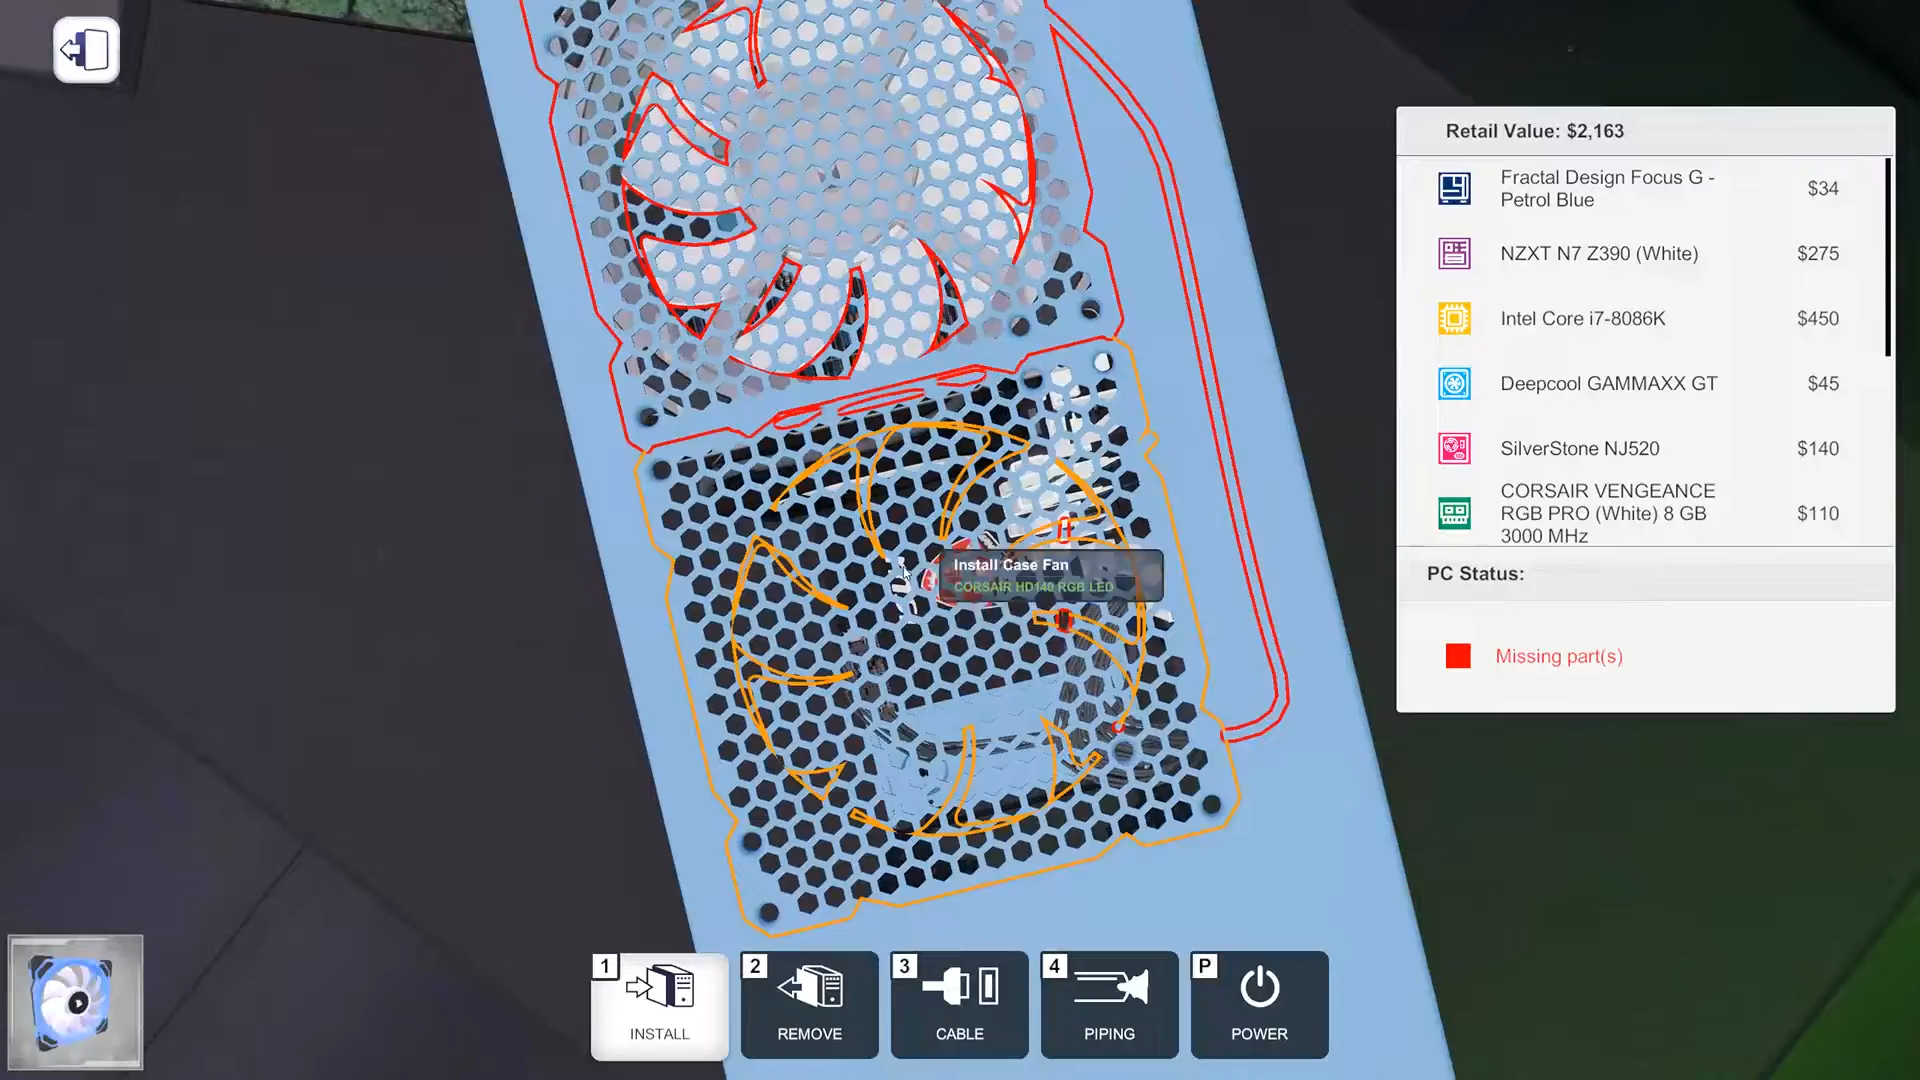 Retail Value: $2,163
Fractal Design Focus G -
Petrol Blue
$34
NZXT N7 Z390 (White)
$275
Intel Core i7-8086K
$450
Deepcool GAMMAXX GT
$45
SilverStone NJ520
$140
CORSAIR VENGEANCE
RGB PRO (White) 8 GB
3000 MHz
$110
PC Status:
Missing part(s)
Install Case Fan
CORSAIR HD140 RGB LED
1
INSTALL
2
REMOVE
3
CABLE
4
PIPING
P
POWER